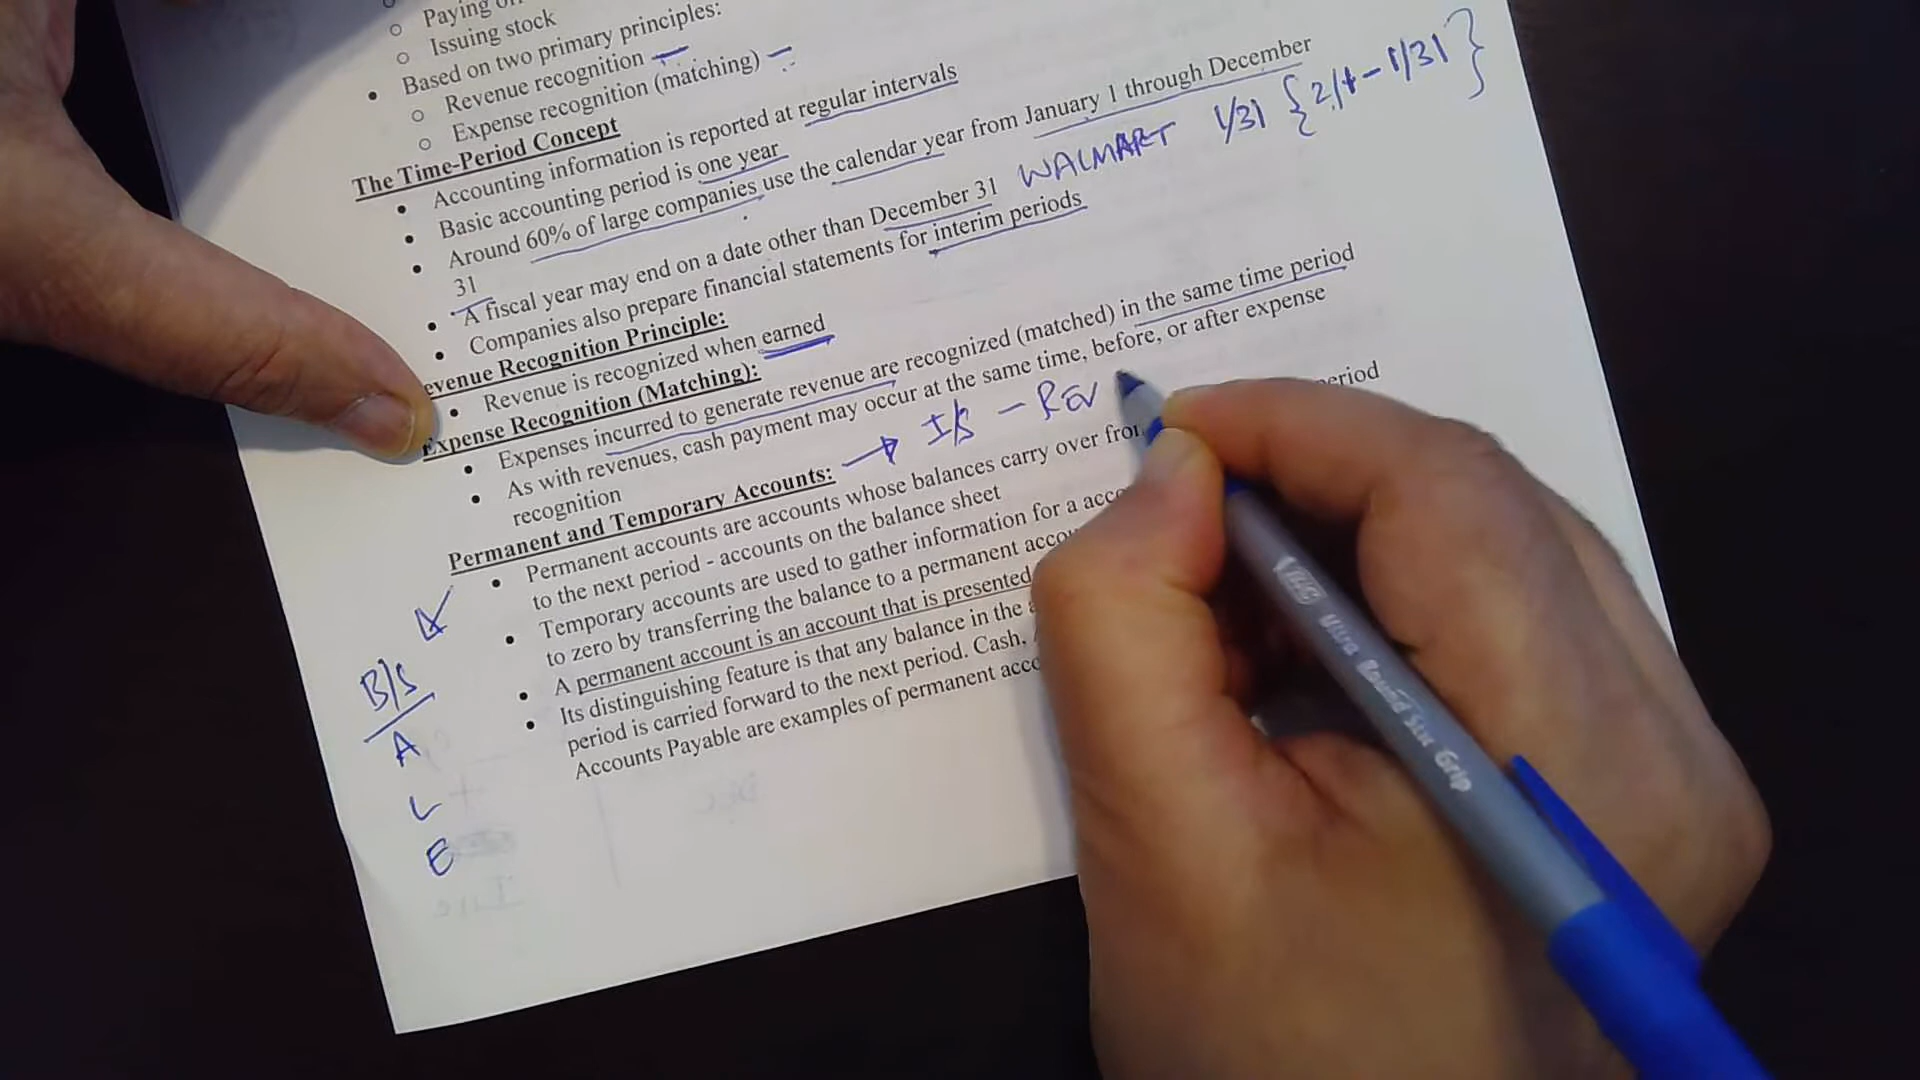 Paying
Issuing stock
Based on two primary principles:
Revenue recognition
Expense recognition (matching)
The Time-Period Concept
Accounting information is reported at regular intervals
Basic accounting period is one year
Around 60% of large companies use the calendar year from January 1 through December
31
A fiscal year may end on a date other than December 31 WALMART 1/31 {2/1 - 1/31}
Companies also prepare financial statements for interim periods
evenue Recognition Principle:
Revenue is recognized when earned
Expense Recognition (Matching):
Expenses incurred to generate revenue are recognized (matched) in the same time period
As with revenues, cash payment may occur at the same time, before, or after expense
recognition
Permanent and Temporary Accounts: → I/S - REV
Permanent accounts are accounts whose balances carry over period
to the next period - accounts on the balance sheet
Temporary accounts are used to gather information for a
to zero by transferring the balance to a permanent
A permanent account is an account that is presented
Its distinguishing feature is that any balance in the
period is carried forward to the next period. Cash,
Accounts Payable are examples of permanent
B/S
A
L
E
BIC Ultra Round Stic Grip